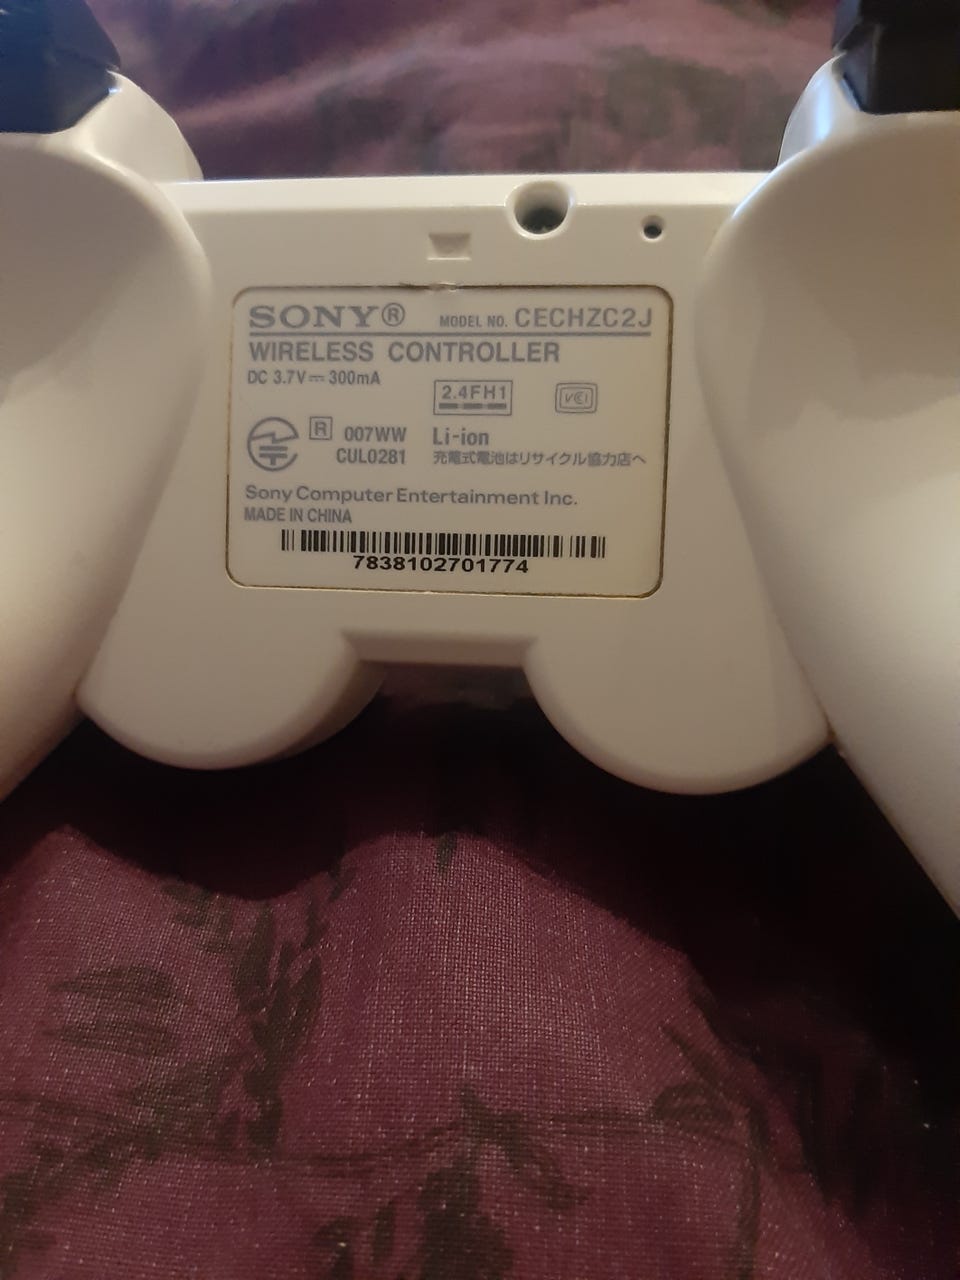 SONY®
MODEL NO. CECHZC2J
WIRELESS CONTROLLER
DC 3.7V⎓300mA
2.4FH1
VCI
R 007WW
CUL0281
Li-ion
充電式電池はリサイクル協力店へ
Sony Computer Entertainment Inc.
MADE IN CHINA
7838102701774